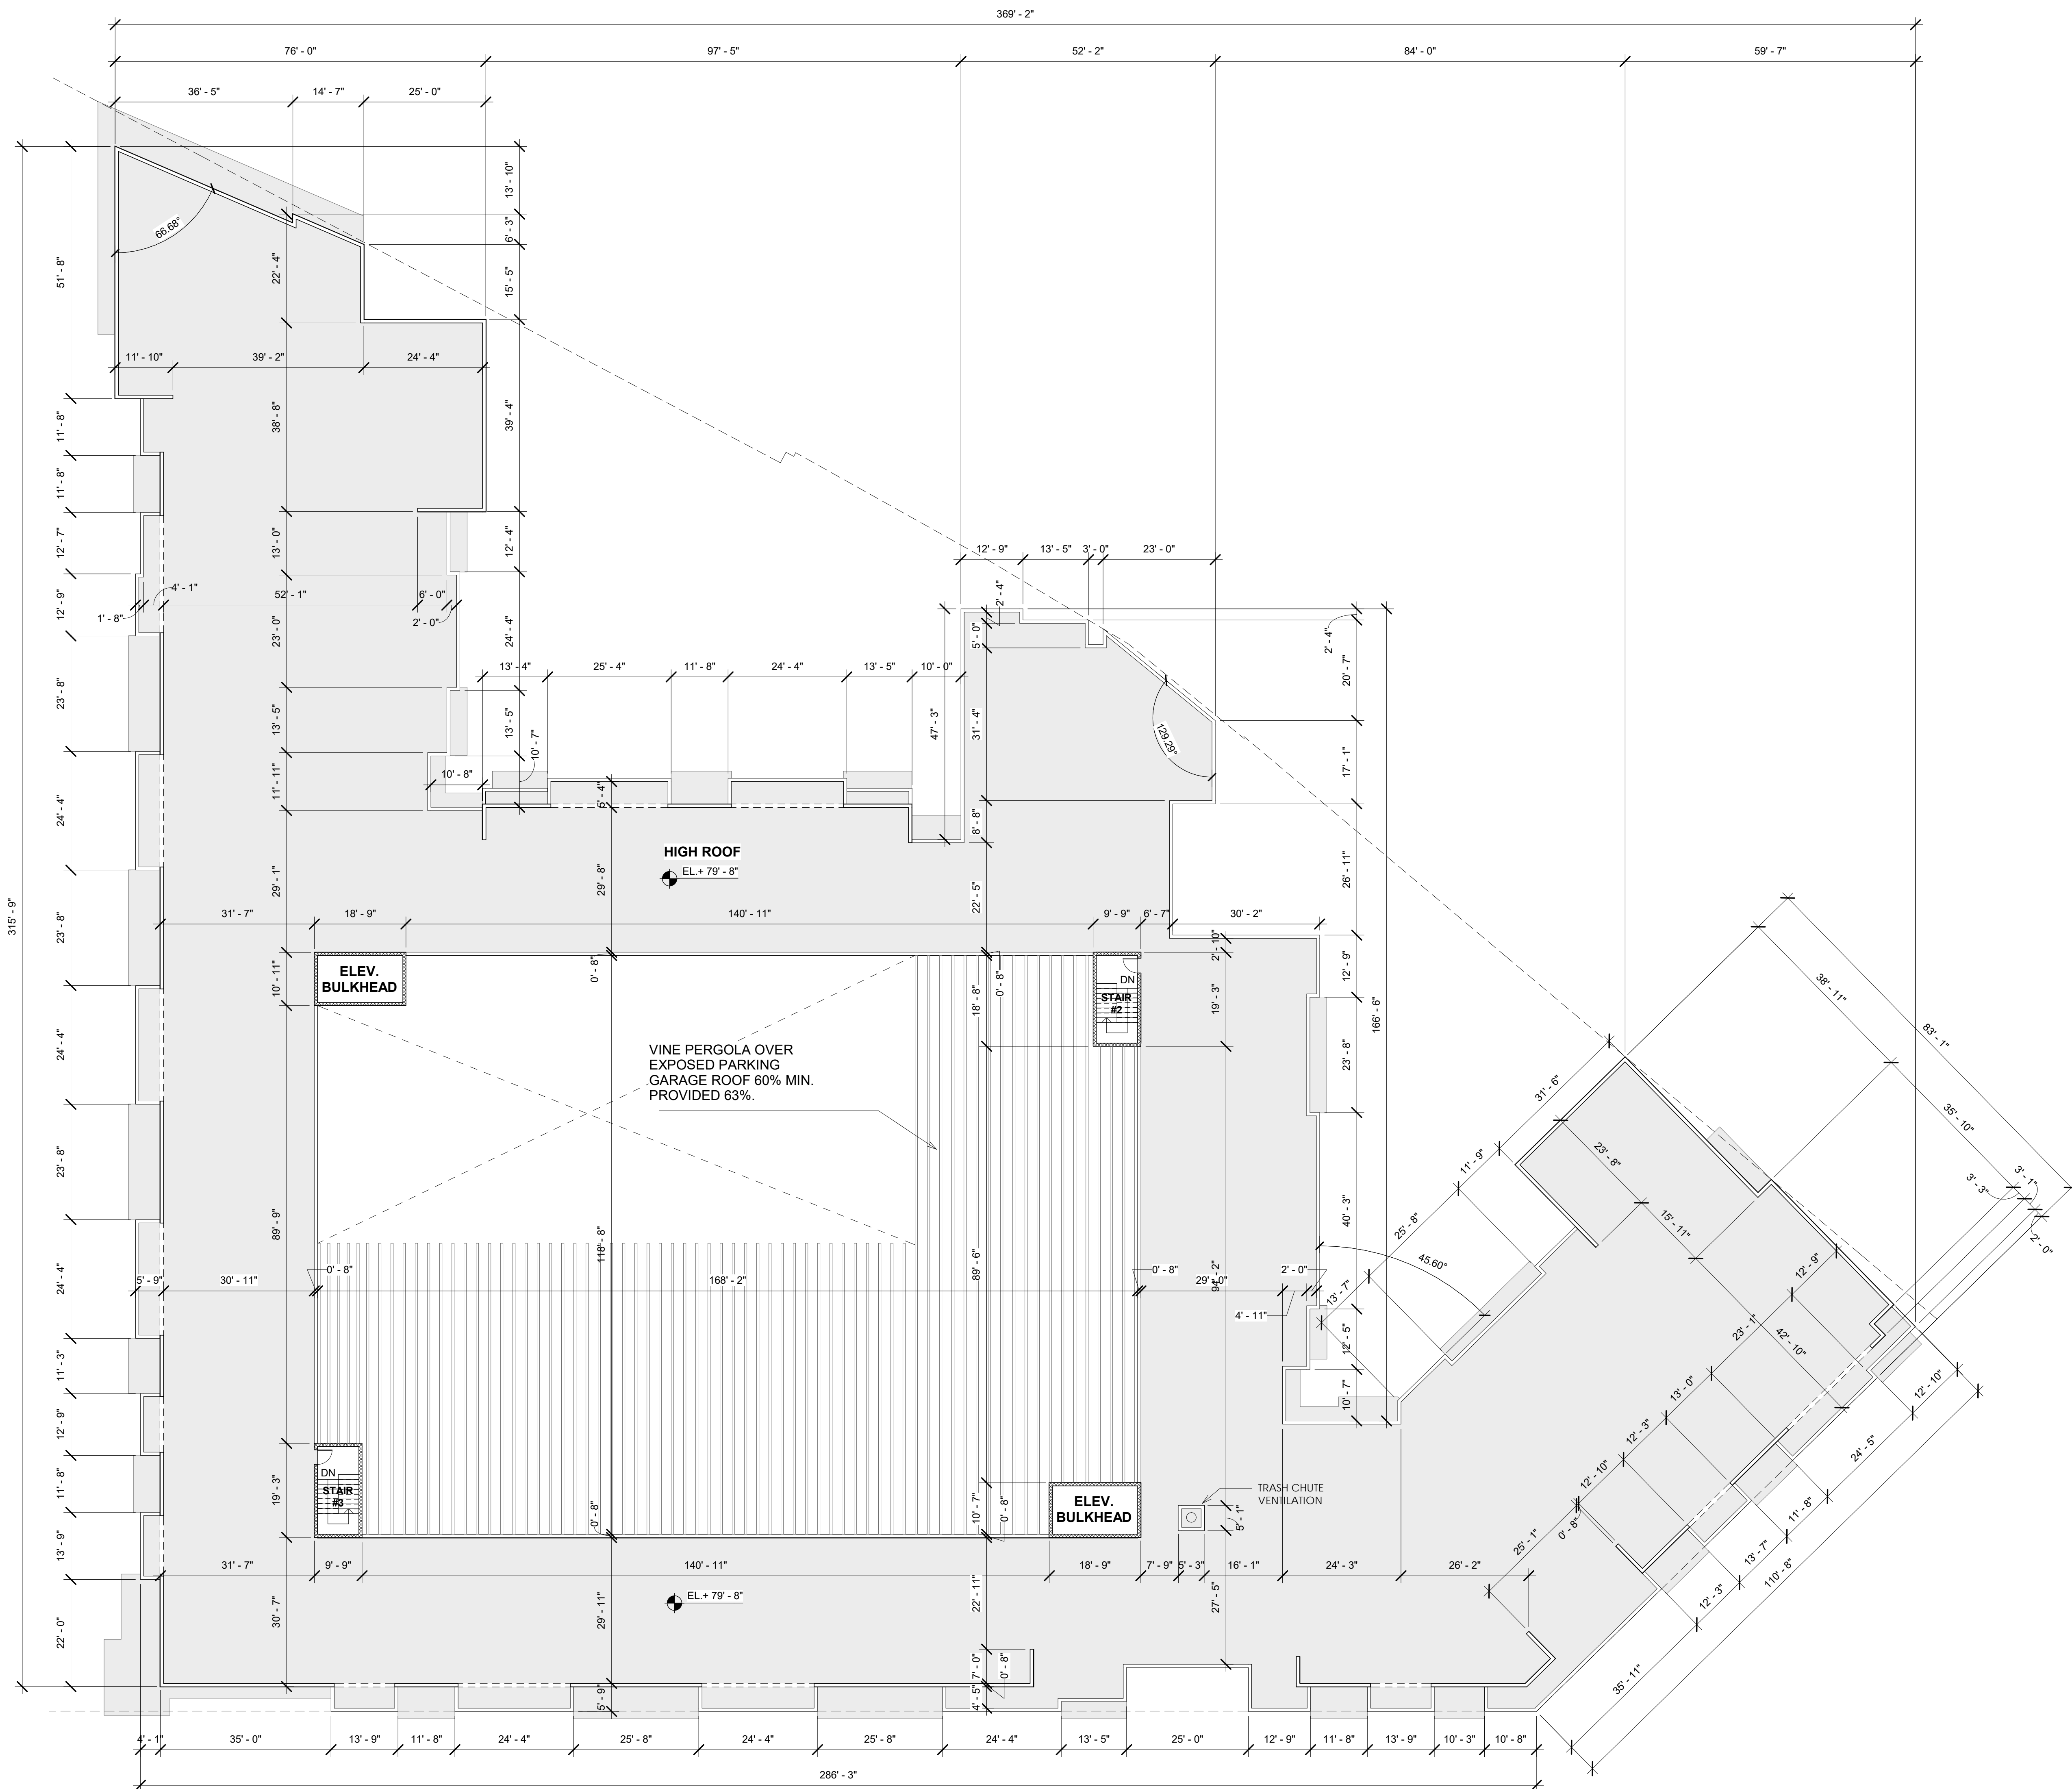 369' - 2"
76' - 0"
97' - 5"
52' - 2"
84' - 0"
59' - 7"
36' - 5"
14' - 7"
25' - 0"
13' - 10"
6' - 3"
15' - 5"
39' - 4"
12' - 4"
24' - 4"
13' - 5"
10' - 7"
315' - 9"
51' - 8"
11' - 8"
11' - 8"
12' - 7"
12' - 9"
23' - 8"
24' - 4"
23' - 8"
24' - 4"
23' - 8"
24' - 4"
11' - 3"
12' - 9"
11' - 8"
13' - 9"
22' - 0"
66.68°
22' - 4"
38' - 8"
13' - 0"
23' - 0"
13' - 5"
11' - 11"
29' - 1"
10' - 11"
89' - 9"
19' - 3"
30' - 7"
11' - 10"
39' - 2"
24' - 4"
4' - 1"
1' - 8"
52' - 1"
6' - 0"
2' - 0"
13' - 4"
25' - 4"
11' - 8"
24' - 4"
13' - 5"
10' - 0"
10' - 8"
12' - 9"
13' - 5"
3' - 0"
23' - 0"
2' - 4"
5' - 0"
47' - 3"
31' - 4"
8' - 8"
22' - 5"
129.29°
2' - 4"
20' - 7"
17' - 1"
26' - 11"
12' - 9"
23' - 8"
40' - 3"
12' - 5"
10' - 7"
166' - 6"
5' - 4"
29' - 8"
HIGH ROOF
EL.+ 79' - 8"
31' - 7"
18' - 9"
140' - 11"
9' - 9"
6' - 7"
30' - 2"
2' - 10"
19' - 3"
0' - 8"
0' - 8"
18' - 8"
ELEV.
BULKHEAD
DN
STAIR
#2
VINE PERGOLA OVER
EXPOSED PARKING
GARAGE ROOF 60% MIN.
PROVIDED 63%.
118' - 8"
89' - 6"
94' - 2"
5' - 9"
30' - 11"
0' - 8"
168' - 2"
0' - 8"
29' - 0"
2' - 0"
4' - 11"
45.60°
DN
STAIR
#3
ELEV.
BULKHEAD
TRASH CHUTE
VENTILATION
5' - 1"
10' - 7"
0' - 8"
0' - 8"
31' - 7"
9' - 9"
140' - 11"
18' - 9"
7' - 9"
5' - 3"
16' - 1"
24' - 3"
26' - 2"
EL.+ 79' - 8"
29' - 11"
22' - 11"
27' - 5"
7' - 0"
0' - 8"
4' - 5"
5' - 9"
4' - 1"
35' - 0"
13' - 9"
11' - 8"
24' - 4"
25' - 8"
24' - 4"
25' - 8"
24' - 4"
13' - 5"
25' - 0"
12' - 9"
11' - 8"
13' - 9"
10' - 3"
10' - 8"
286' - 3"
38' - 11"
83' - 1"
35' - 10"
3' - 3"
3' - 1"
2' - 0"
31' - 6"
11' - 9"
25' - 8"
13' - 7"
23' - 8"
15' - 11"
42' - 10"
12' - 9"
23' - 1"
13' - 0"
12' - 3"
12' - 10"
0' - 8"
25' - 1"
12' - 10"
24' - 5"
11' - 8"
13' - 7"
12' - 3"
35' - 11"
110' - 8"